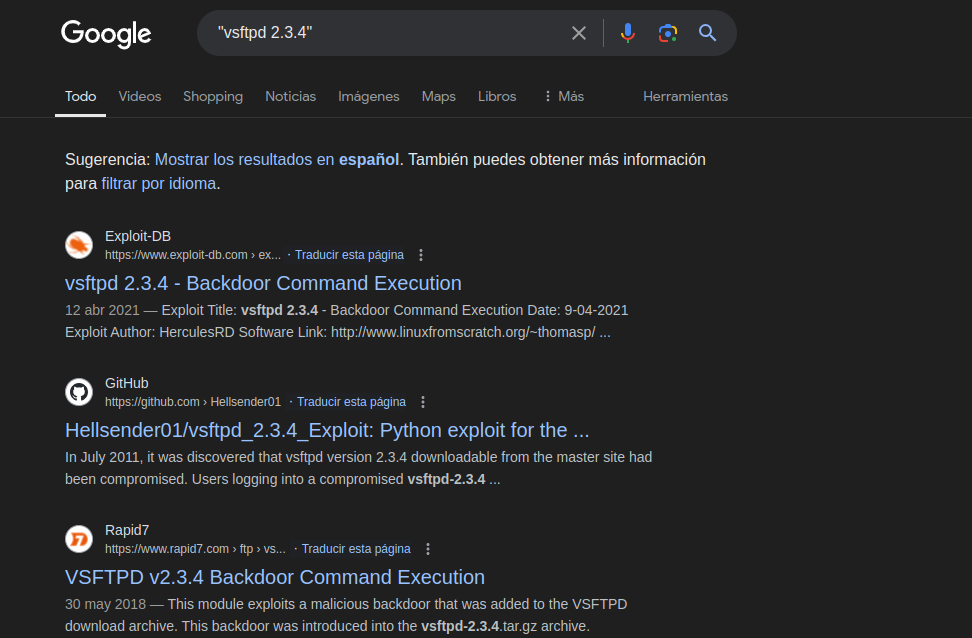 Google
"vsftpd 2.3.4"
Todo Videos Shopping Noticias Imágenes Maps Libros Más Herramientas
Sugerencia: Mostrar los resultados en español. También puedes obtener más información
para filtrar por idioma.
Exploit-DB
https://www.exploit-db.com › ex... · Traducir esta página
vsftpd 2.3.4 - Backdoor Command Execution
12 abr 2021 — Exploit Title: vsftpd 2.3.4 - Backdoor Command Execution Date: 9-04-2021
Exploit Author: HerculesRD Software Link: http://www.linuxfromscratch.org/~thomasp/ ...
GitHub
https://github.com › Hellsender01 · Traducir esta página
Hellsender01/vsftpd_2.3.4_Exploit: Python exploit for the ...
In July 2011, it was discovered that vsftpd version 2.3.4 downloadable from the master site had
been compromised. Users logging into a compromised vsftpd-2.3.4 ...
Rapid7
https://www.rapid7.com › ftp › vs... · Traducir esta página
VSFTPD v2.3.4 Backdoor Command Execution
30 may 2018 — This module exploits a malicious backdoor that was added to the VSFTPD
download archive. This backdoor was introduced into the vsftpd-2.3.4.tar.gz archive.